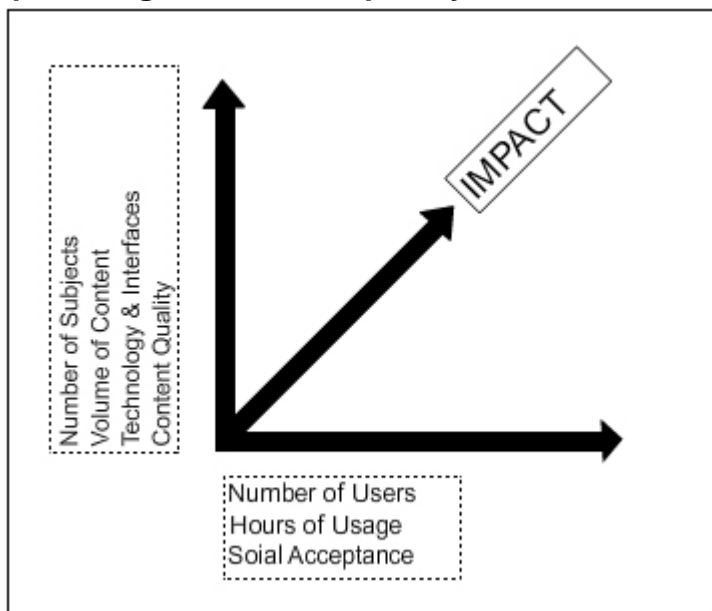 Number of Subjects
Volume of Content
Technology & Interfaces
Content Quality
IMPACT
Number of Users
Hours of Usage
Soial Acceptance